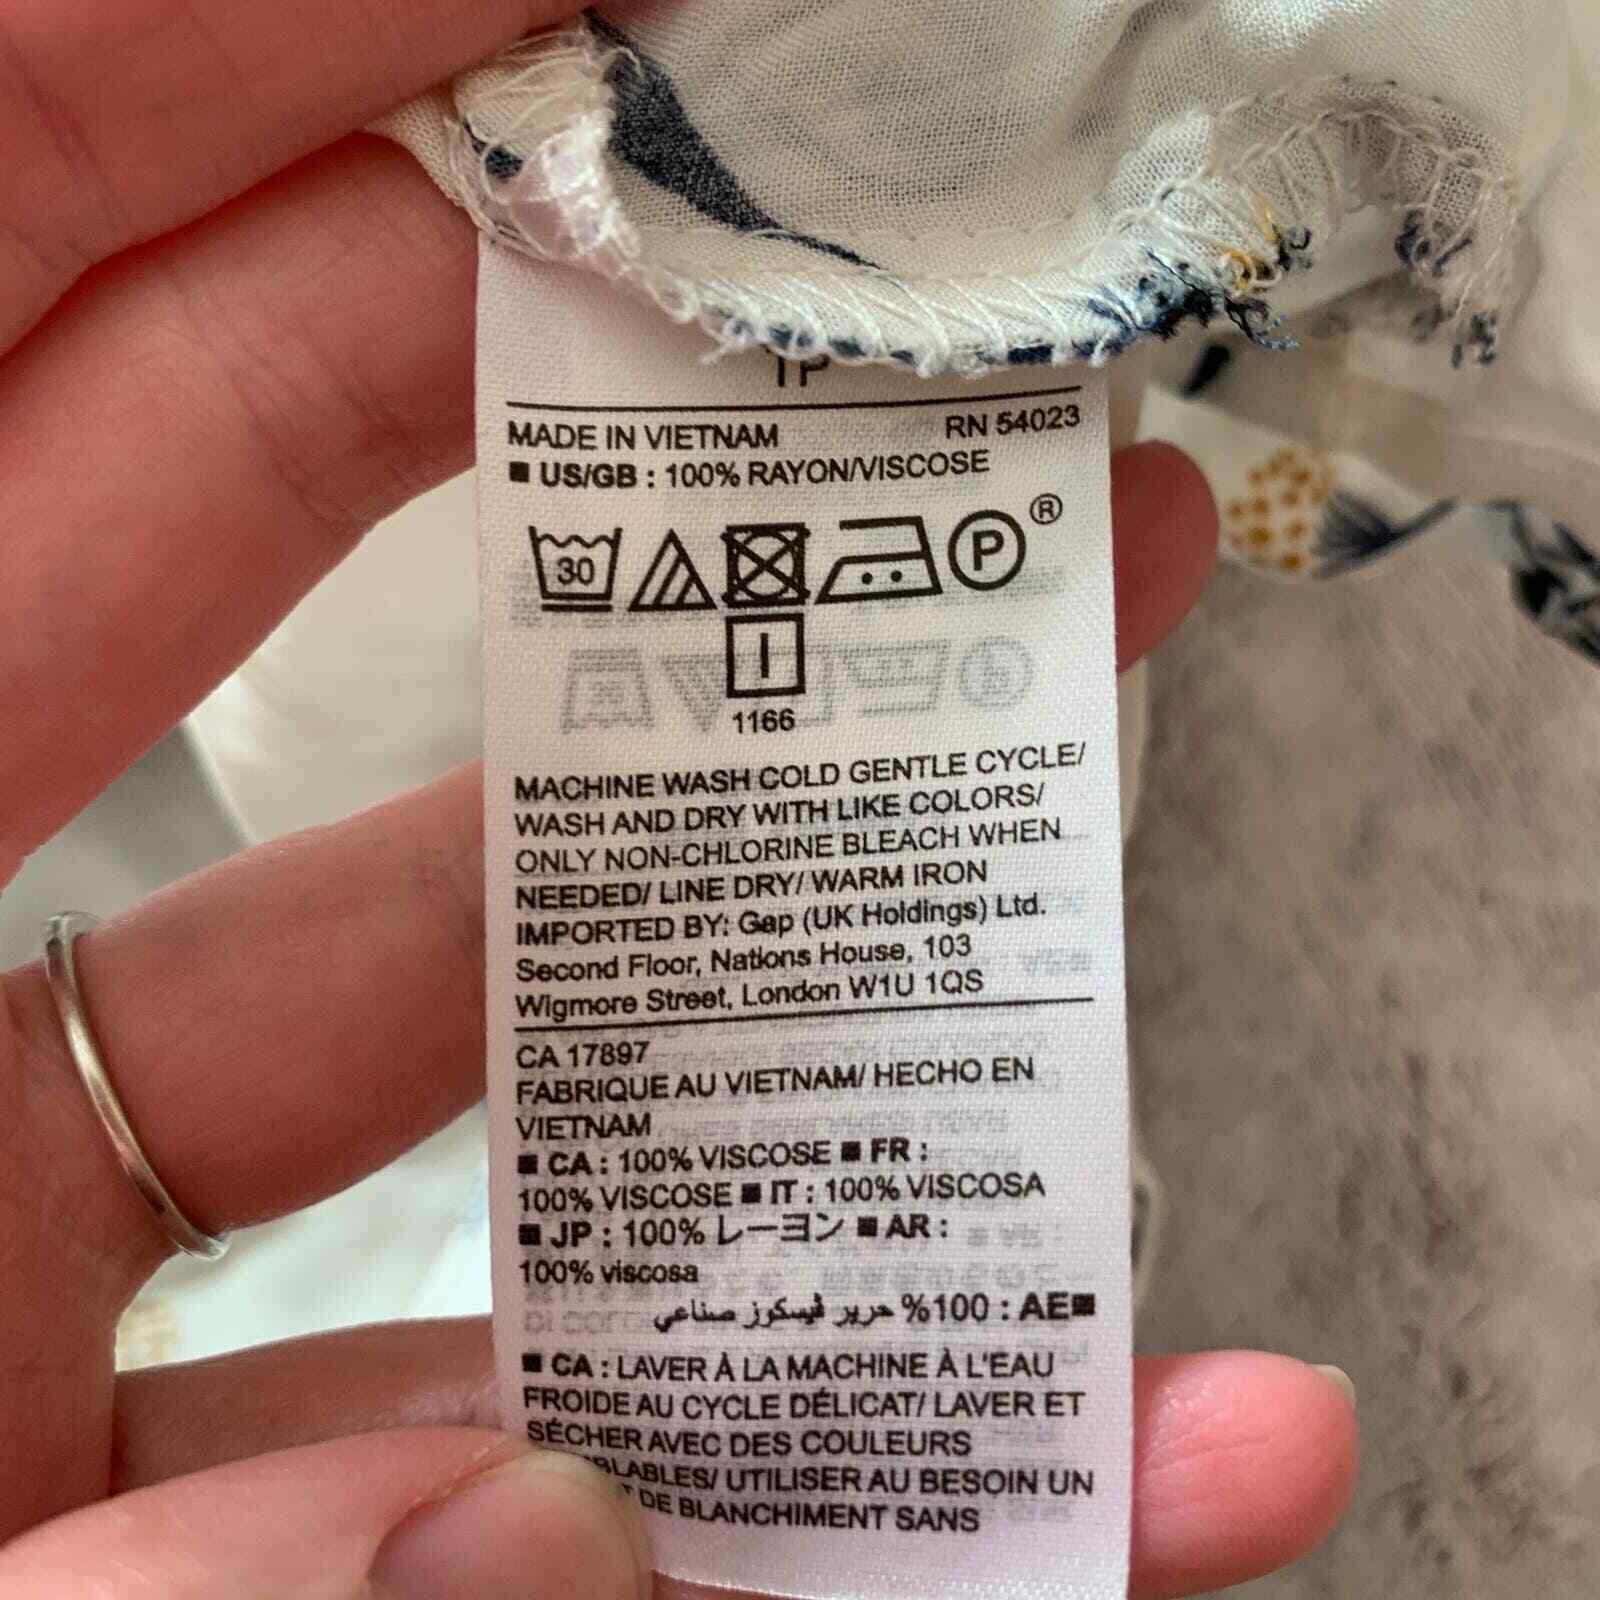 TP
MADE IN VIETNAM RN 54023
■ US/GB : 100% RAYON/VISCOSE
30 P ®
1166
MACHINE WASH COLD GENTLE CYCLE/
WASH AND DRY WITH LIKE COLORS/
ONLY NON-CHLORINE BLEACH WHEN
NEEDED/ LINE DRY/ WARM IRON
IMPORTED BY: Gap (UK Holdings) Ltd.
Second Floor, Nations House, 103
Wigmore Street, London W1U 1QS
CA 17897
FABRIQUE AU VIETNAM/ HECHO EN
VIETNAM
■ CA : 100% VISCOSE ■ FR :
100% VISCOSE ■ IT : 100% VISCOSA
■ JP : 100% レーヨン ■ AR :
100% viscosa
■AE : 100% حرير فيسكوز صناعي
■ CA : LAVER À LA MACHINE À L'EAU
FROIDE AU CYCLE DÉLICAT/ LAVER ET
SÉCHER AVEC DES COULEURS
UTILISER AU BESOIN UN
DE BLANCHIMENT SANS